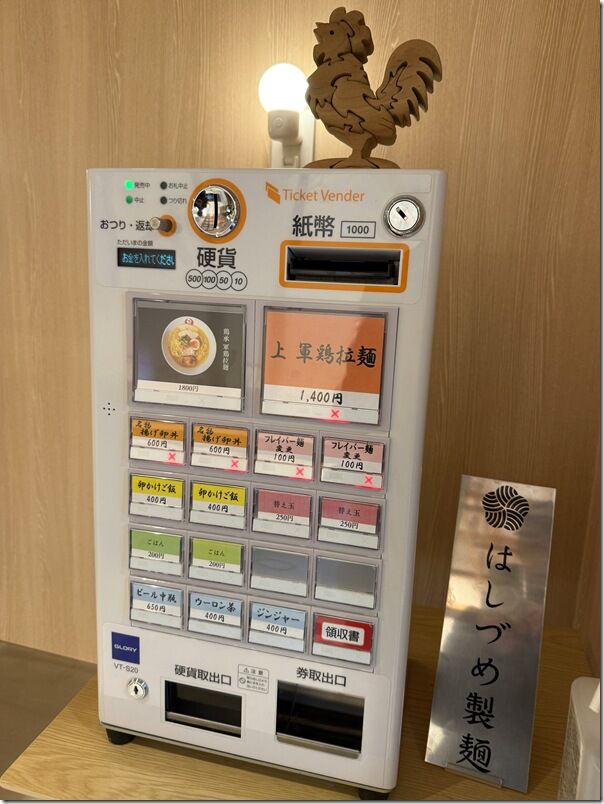 発売中 お札中止
中止 つり切れ
Ticket Vender
おつり・返却
ただいまの金額
お金を入れてください
硬貨
500 100 50 10
紙幣 1000
1800円
上 軍鶏拉麺
1,400円
名物
揚げ卵丼
600円
名物
揚げ卵丼
600円
フレイバー麺
変更
100円
フレイバー麺
変更
100円
卵かけご飯
400円
卵かけご飯
400円
替え玉
250円
替え玉
250円
ごはん
200円
ごはん
200円
ビール中瓶
650円
ウーロン茶
400円
ジンジャー
400円
領収書
GLORY
VT-S20
硬貨取出口
注意
券取出口
はしづめ製麺